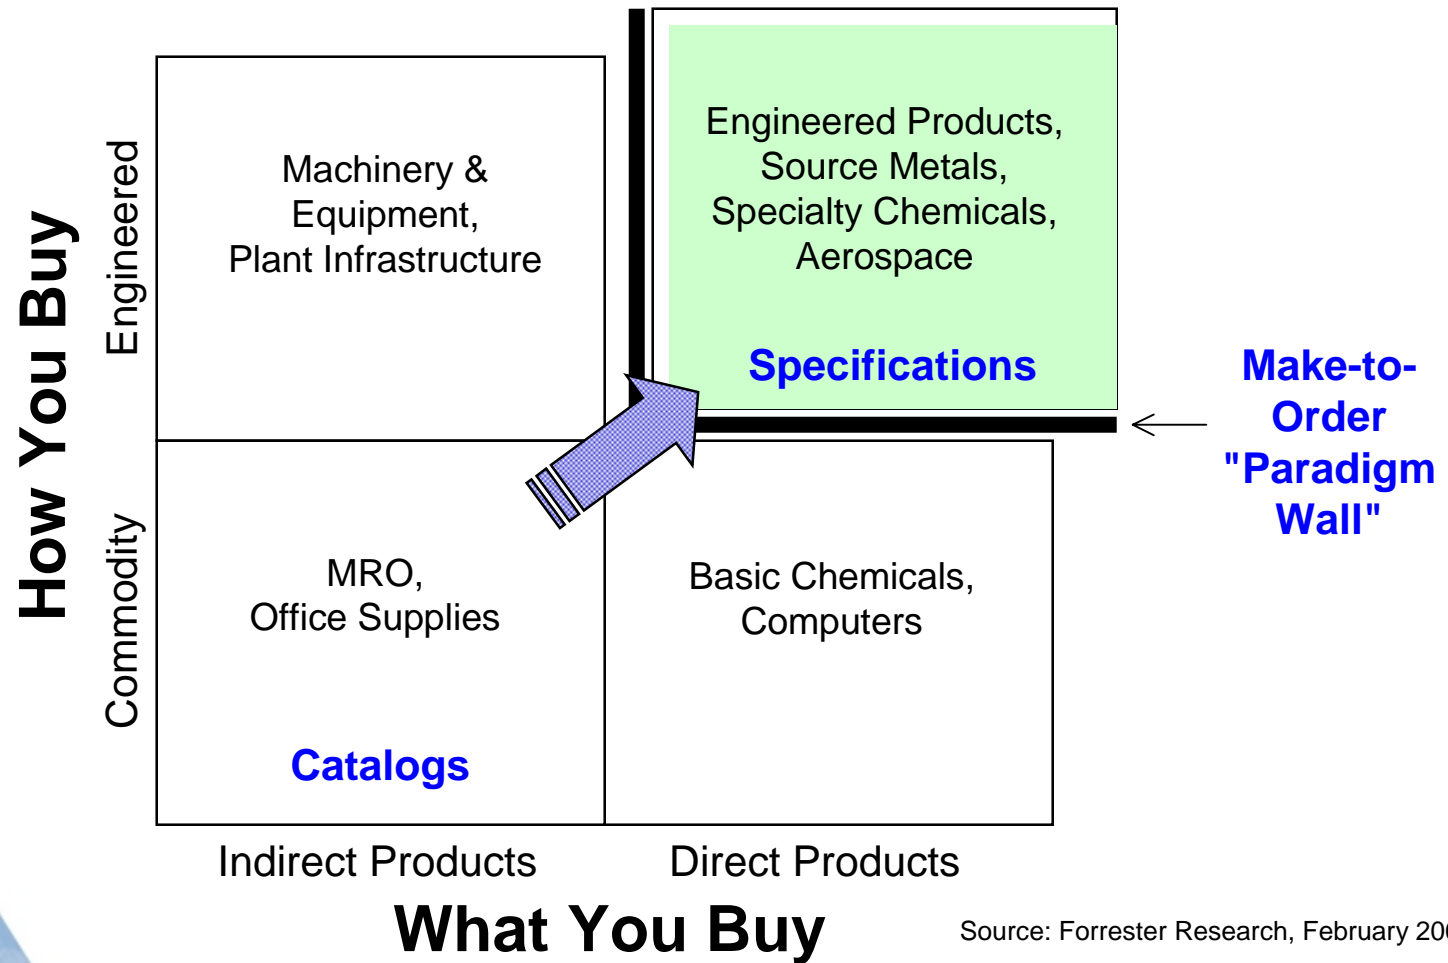 How You Buy
Engineered
Commodity
Machinery &
Equipment,
Plant Infrastructure
Engineered Products,
Source Metals,
Specialty Chemicals,
Aerospace
Specifications
Make-to-
Order
"Paradigm
Wall"
MRO,
Office Supplies
Catalogs
Basic Chemicals,
Computers
Indirect Products
Direct Products
What You Buy
Source: Forrester Research, February